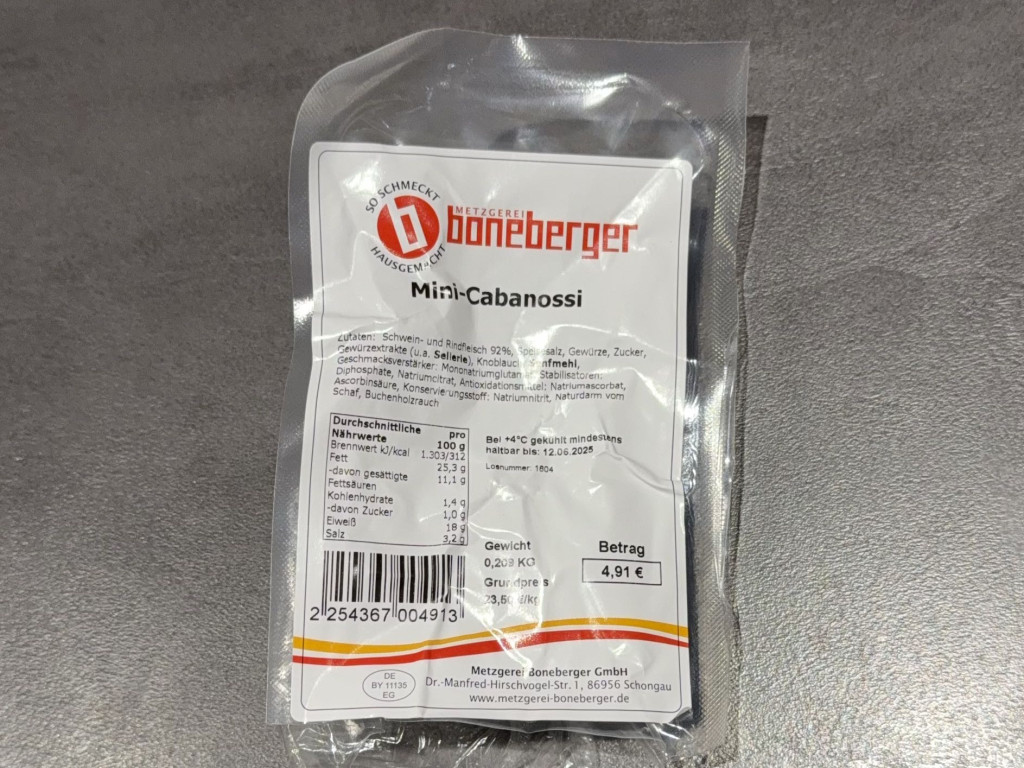 SO SCHMECKT
HAUSGEMACHT
b
METZGEREI
boneberger
Mini-Cabanossi
Zutaten: Schwein- und Rindfleisch 92%, Speisesalz, Gewürze, Zucker,
Gewürzextrakte (u.a. Sellerie), Knoblauch, Senfmehl,
Geschmacksverstärker: Mononatriumglutamat, Stabilisatoren:
Diphosphate, Natriumcitrat, Antioxidationsmittel: Natriumascorbat,
Ascorbinsäure, Konservierungsstoff: Natriumnitrit, Naturdarm vom
Schaf, Buchenholzrauch
Durchschnittliche pro
Nährwerte 100 g
Brennwert kJ/kcal 1.303/312
Fett 25,3 g
-davon gesättigte 11,1 g
Fettsäuren
Kohlenhydrate 1,4 g
-davon Zucker 1,0 g
Eiweiß 18 g
Salz 3,2 g
Bei +4°C gekühlt mindestens
haltbar bis: 12.06.2025
Losnummer: 1604
Gewicht
0,209 KG
Grundpreis
23,50 €/kg
Betrag
4,91 €
2 254367 004913
DE
BY 11135
EG
Metzgerei Boneberger GmbH
Dr.-Manfred-Hirschvogel-Str. 1, 86956 Schongau
www.metzgerei-boneberger.de